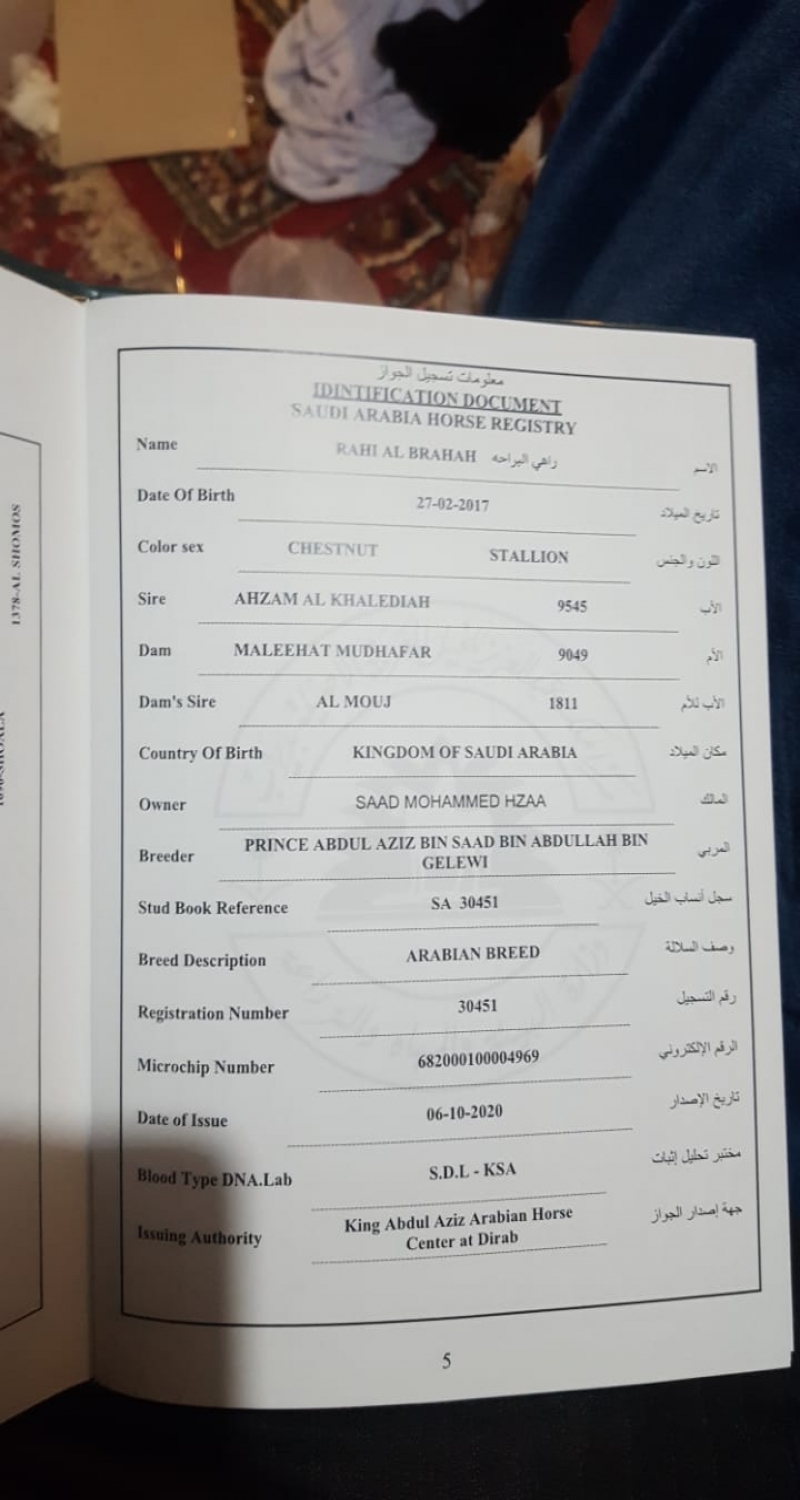 معلومات تسجيل الجواز
IDINTIFICATION DOCUMENT
SAUDI ARABIA HORSE REGISTRY
Name RAHI AL BRAHAH راهي البراحه الاسم
Date Of Birth 27-02-2017 تاريخ الميلاد
Color sex CHESTNUT STALLION اللون والجنس
Sire AHZAM AL KHALEDIAH 9545 الأب
Dam MALEEHAT MUDHAFAR 9049 الأم
Dam's Sire AL MOUJ 1811 الأب للأم
Country Of Birth KINGDOM OF SAUDI ARABIA مكان الميلاد
Owner SAAD MOHAMMED HZAA المالك
Breeder PRINCE ABDUL AZIZ BIN SAAD BIN ABDULLAH BIN المربي
GELEWI
Stud Book Reference SA 30451 سجل أنساب الخيل
Breed Description ARABIAN BREED وصف السلالة
Registration Number 30451 رقم التسجيل
Microchip Number 682000100004969 الرقم الإلكتروني
Date of Issue 06-10-2020 تاريخ الإصدار
Blood Type DNA.Lab S.D.L - KSA مختبر تحليل إثبات
Issuing Authority King Abdul Aziz Arabian Horse جهة إصدار الجواز
Center at Dirab
5
1378-AL SHOMOS